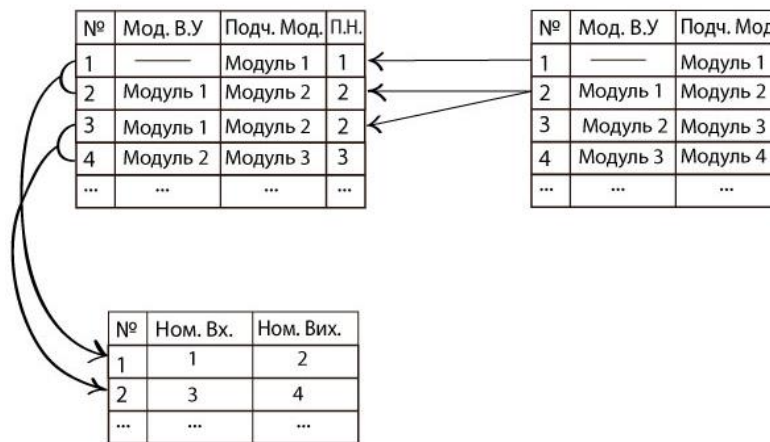 № Мод. В.У Подч. Мод. П.Н.
1 Модуль 1 1
2 Модуль 1 Модуль 2 2
3 Модуль 1 Модуль 2 2
4 Модуль 2 Модуль 3 3
... ... ... ...
№ Мод. В.У Подч. Мод
1 Модуль 1
2 Модуль 1 Модуль 2
3 Модуль 2 Модуль 3
4 Модуль 3 Модуль 4
... ... ...
№ Ном. Вх. Ном. Вих.
1 1 2
2 3 4
... ... ...